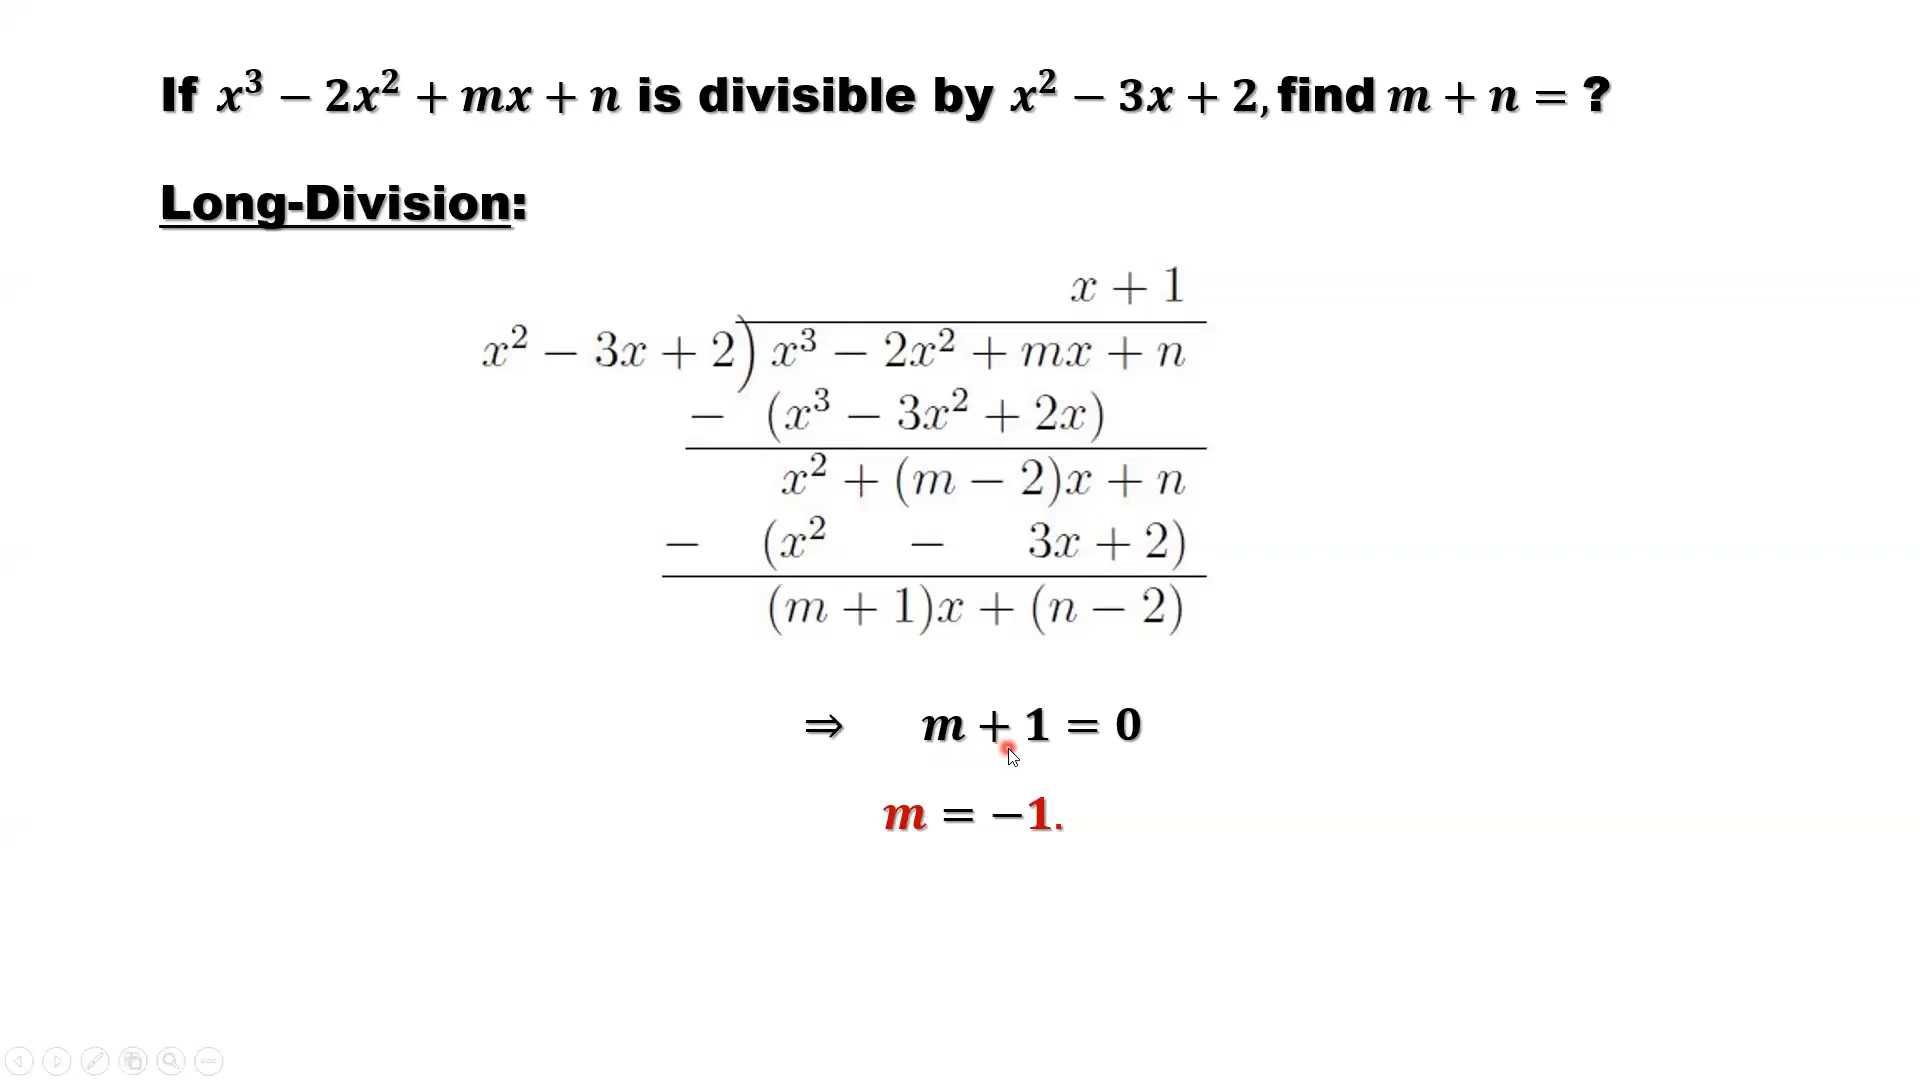 If x³ − 2x² + mx + n is divisible by x² − 3x + 2, find m + n = ?
Long-Division:
x + 1
x² − 3x + 2) x³ − 2x² + mx + n
− (x³ − 3x² + 2x)
x² + (m − 2)x + n
− (x² − 3x + 2)
(m + 1)x + (n − 2)
⇒ m + 1 = 0
m = −1.